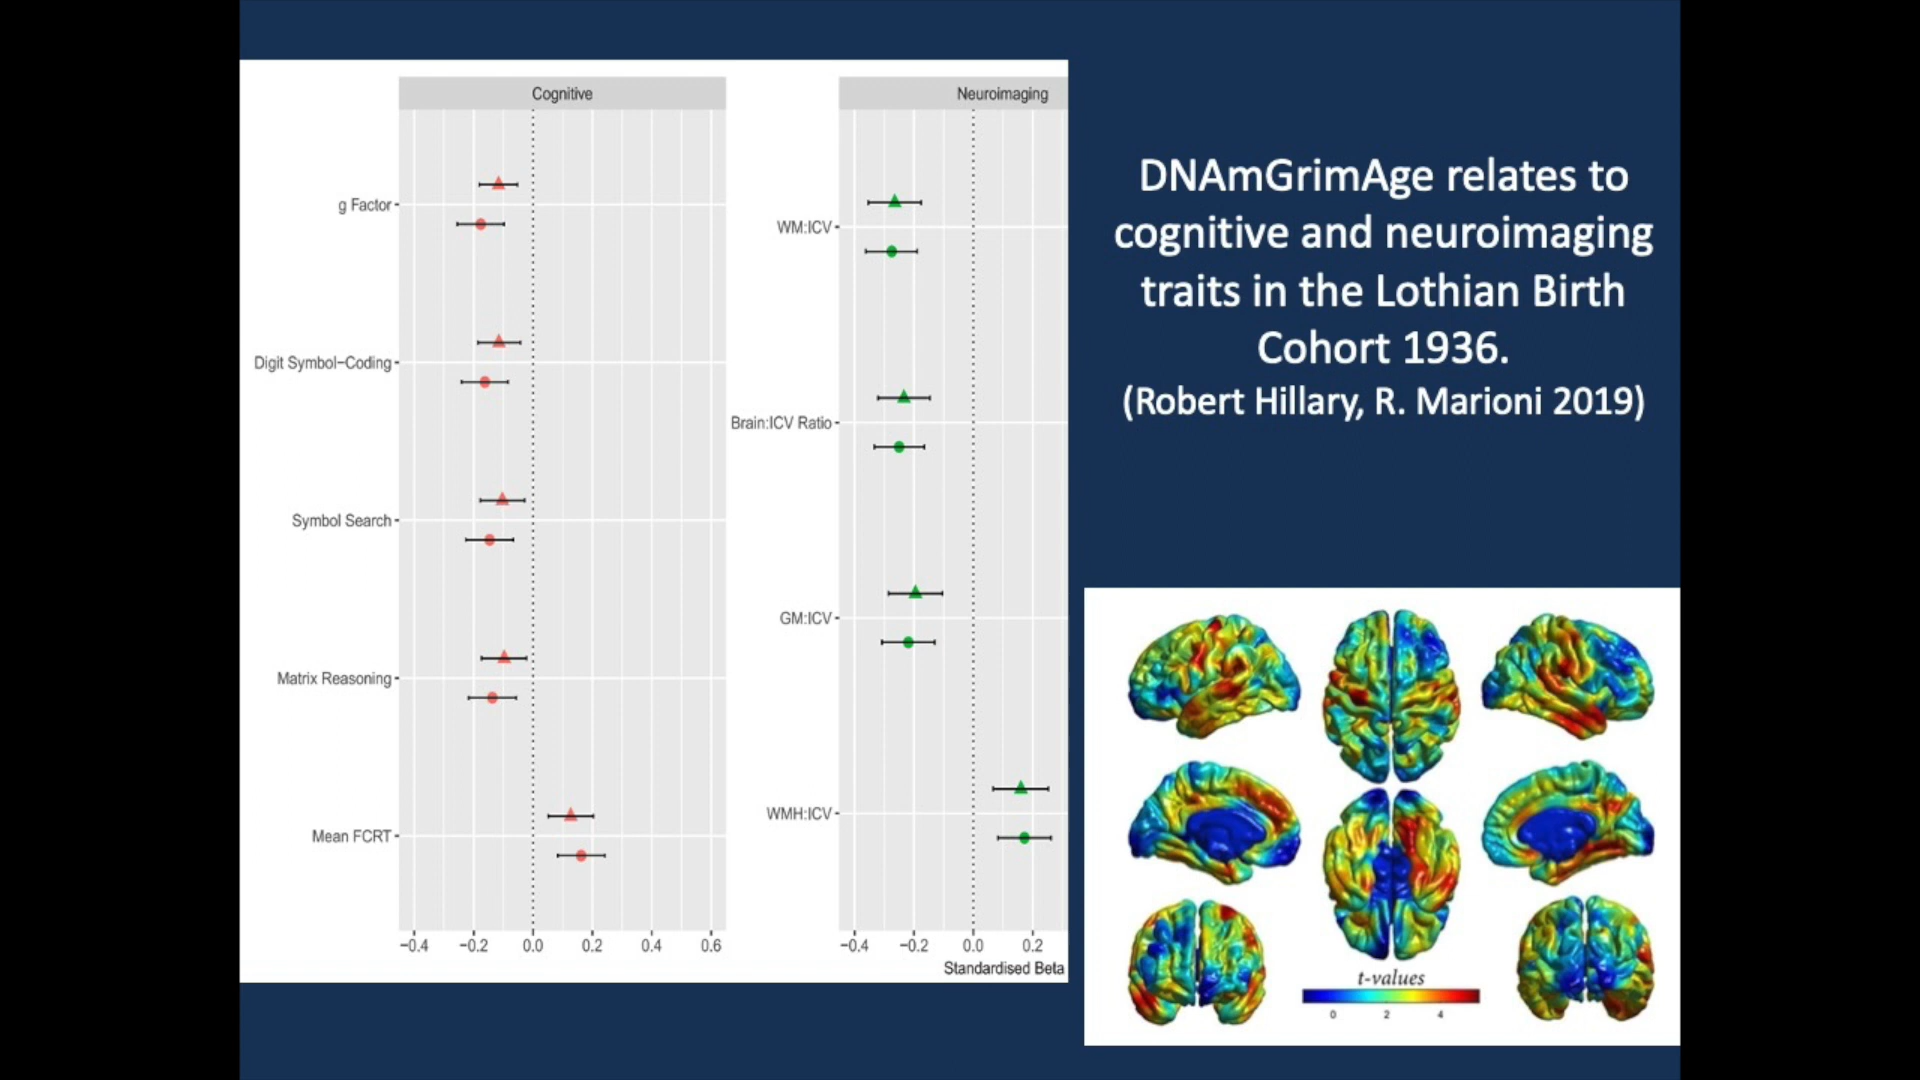 Cognitive
g Factor
Digit Symbol−Coding
Symbol Search
Matrix Reasoning
Mean FCRT
−0.4 −0.2 0.0 0.2 0.4 0.6
Neuroimaging
WM:ICV
Brain:ICV Ratio
GM:ICV
WMH:ICV
−0.4 −0.2 0.0 0.2
Standardised Beta
DNAmGrimAge relates to
cognitive and neuroimaging
traits in the Lothian Birth
Cohort 1936.
(Robert Hillary, R. Marioni 2019)
t-values
0 2 4